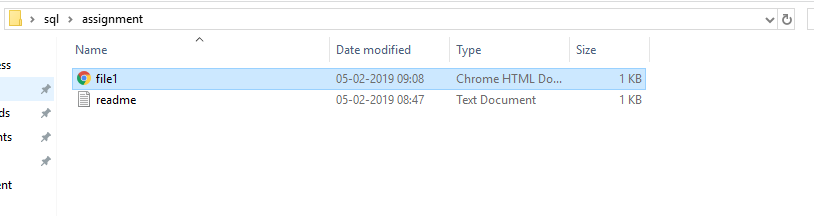 sql > assignment
Name Date modified Type Size
ess
file1 05-02-2019 09:08 Chrome HTML Do... 1 KB
readme 05-02-2019 08:47 Text Document 1 KB
ds
nts
ent